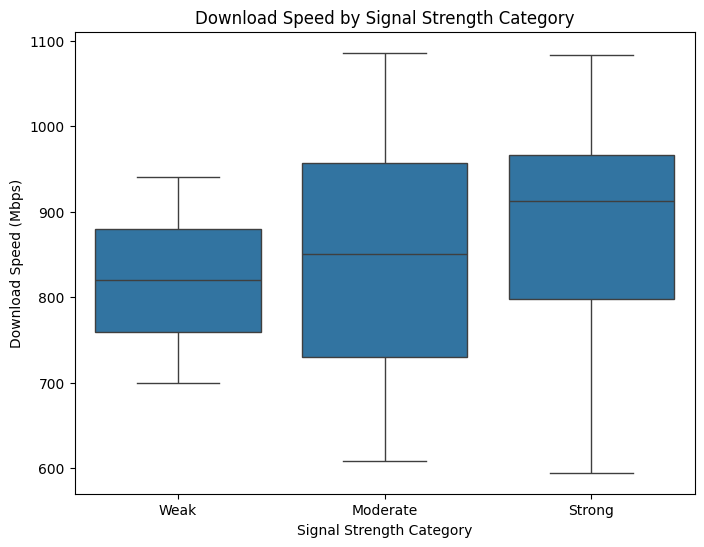 Download Speed by Signal Strength Category
Download Speed (Mbps)
1100
1000
900
800
700
600
Weak
Moderate
Strong
Signal Strength Category